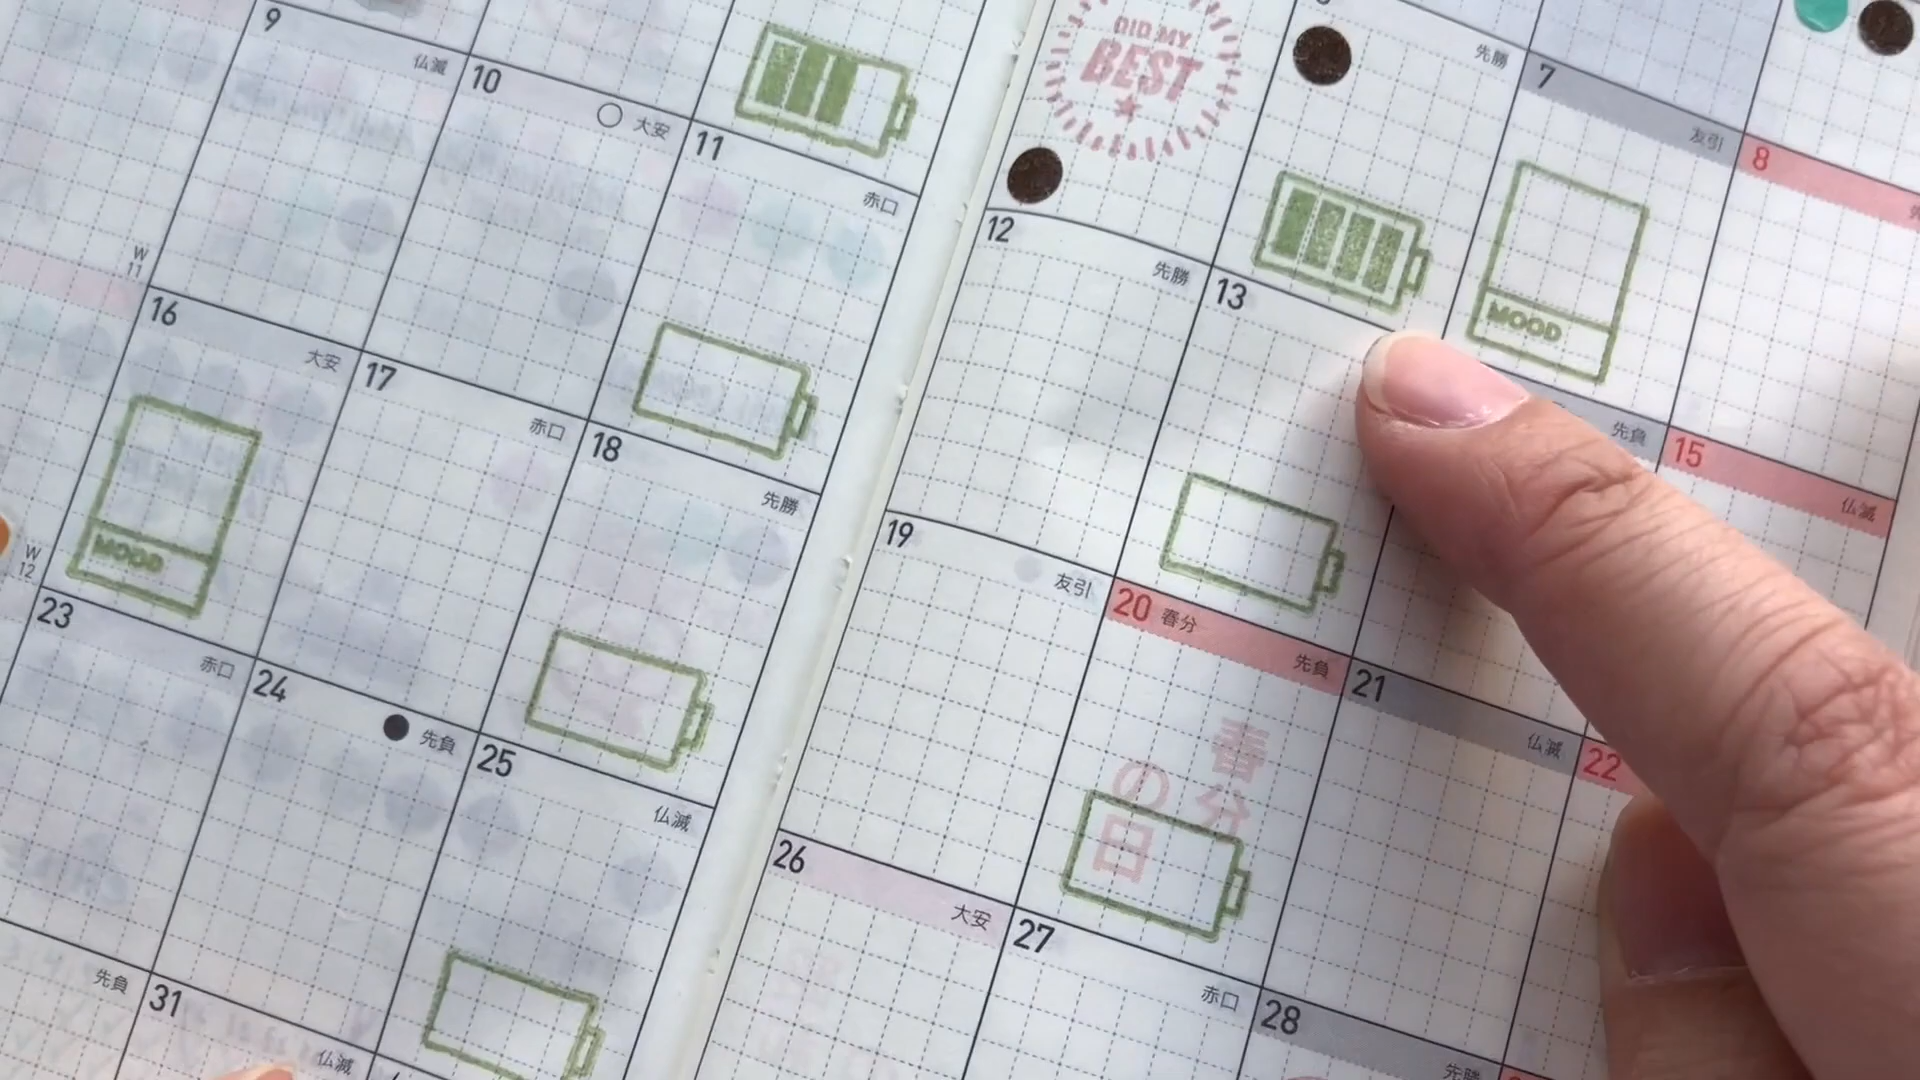 DID MY
BEST
先勝
7
友引
8
9
仏滅
10
大安
11
赤口
12
先勝
13
先負
15
仏滅
W
11
16
大安
MOOD
MOOD
17
赤口
18
先勝
19
友引
20 春分
先負
春分
の日
21
仏滅
22
W
12
23
赤口
24
先負
25
仏滅
26
大安
27
赤口
28
先勝
先負
31
仏滅